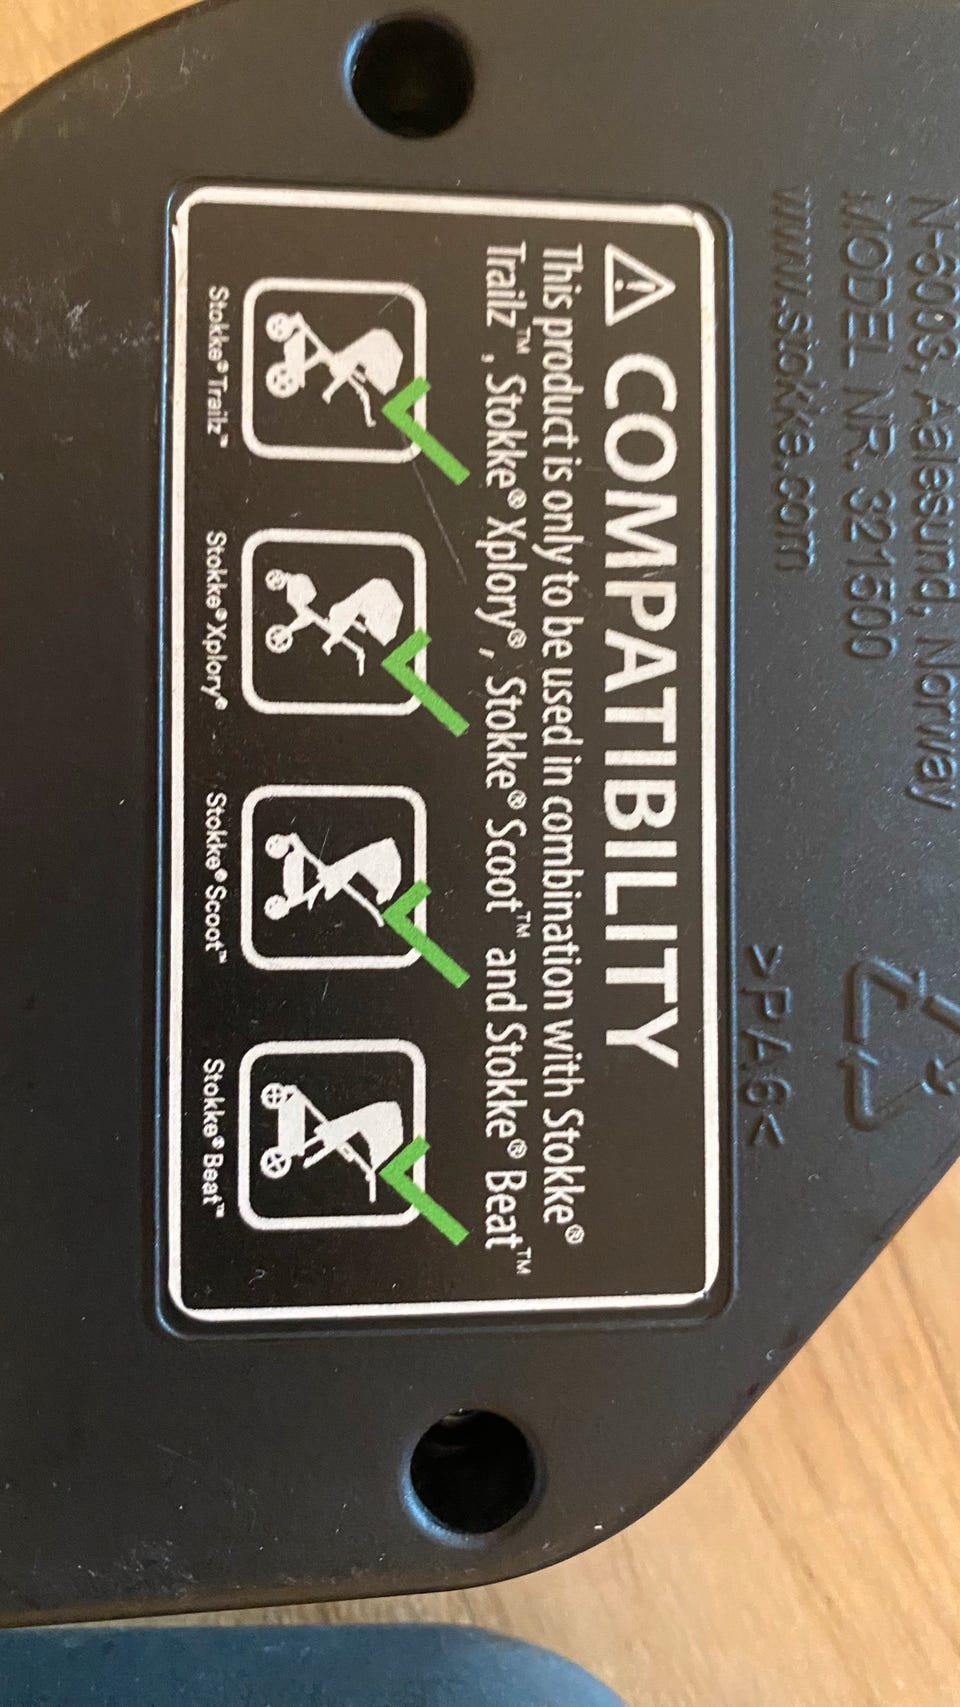 N-6003, Aalesund, Norway
MODEL NR. 321500
www.stokke.com
>PA6<
⚠ COMPATIBILITY
This product is only to be used in combination with Stokke®
Trailz™, Stokke® Xplory®, Stokke® Scoot™ and Stokke® Beat™
Stokke® Trailz™ Stokke® Xplory® Stokke® Scoot™ Stokke® Beat™